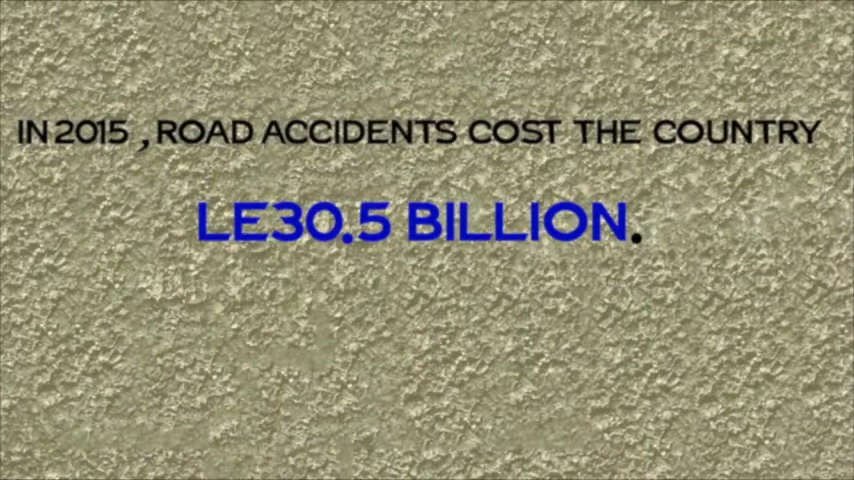 IN 2015 , ROAD ACCIDENTS COST THE COUNTRY
LE30.5 BILLION.